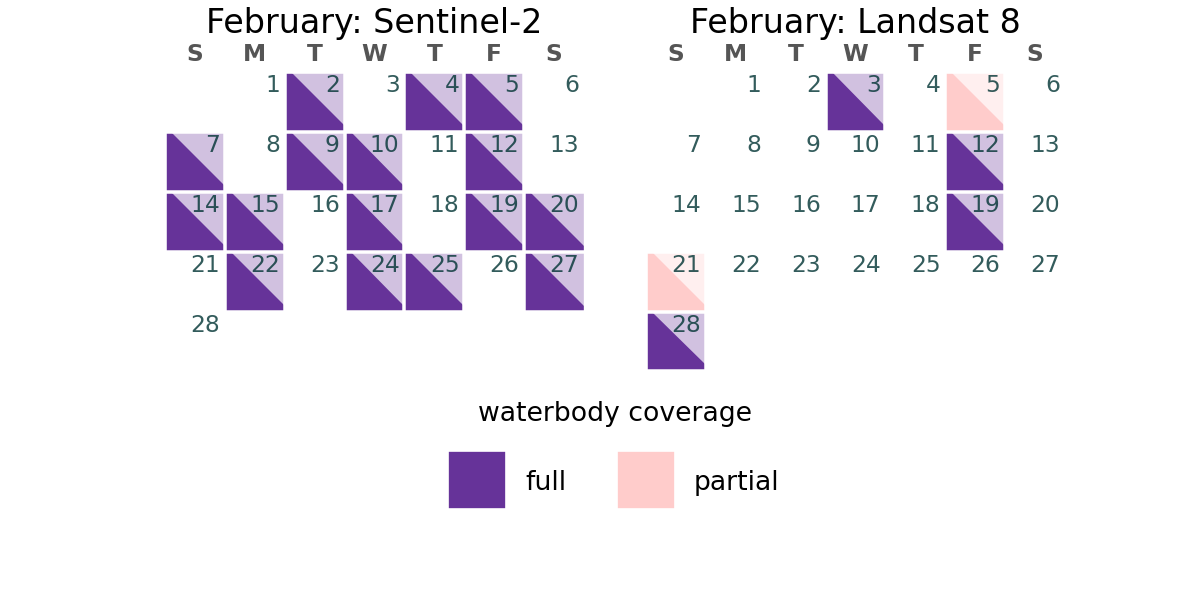 February: Sentinel-2
S M T W T F S
1 2 3 4 5 6
7 8 9 10 11 12 13
14 15 16 17 18 19 20
21 22 23 24 25 26 27
28
February: Landsat 8
S M T W T F S
1 2 3 4 5 6
7 8 9 10 11 12 13
14 15 16 17 18 19 20
21 22 23 24 25 26 27
28
waterbody coverage
full partial